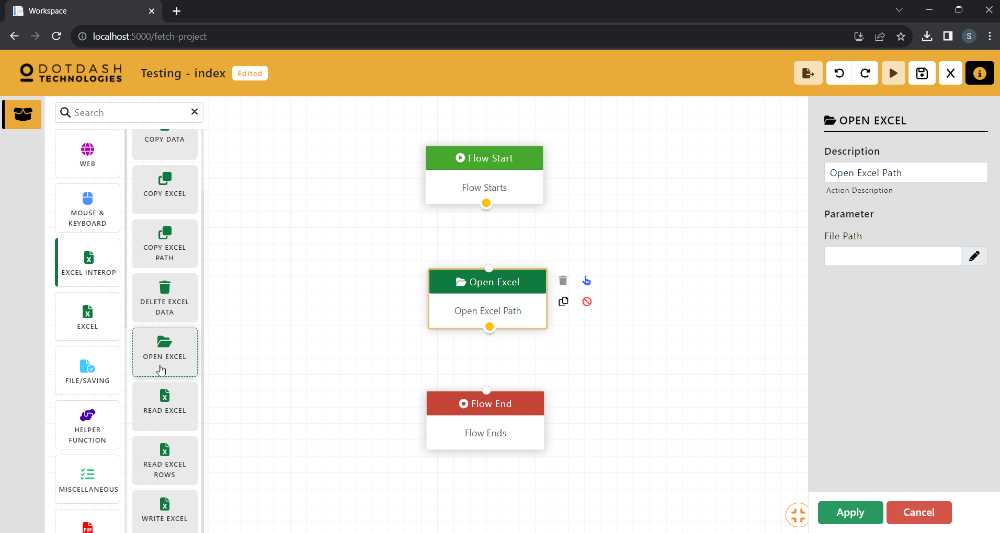 Workspace
localhost:5000/fetch-project
S
DOTDASH
TECHNOLOGIES
Testing - index
Edited
Search
WEB
MOUSE &
KEYBOARD
EXCEL INTEROP
EXCEL
FILE/SAVING
HELPER
FUNCTION
MISCELLANEOUS
PDF
COPY DATA
COPY EXCEL
COPY EXCEL
PATH
DELETE EXCEL
DATA
OPEN EXCEL
READ EXCEL
READ EXCEL
ROWS
WRITE EXCEL
Flow Start
Flow Starts
Open Excel
Open Excel Path
Flow End
Flow Ends
OPEN EXCEL
Description
Open Excel Path
Action Description
Parameter
File Path
Apply
Cancel